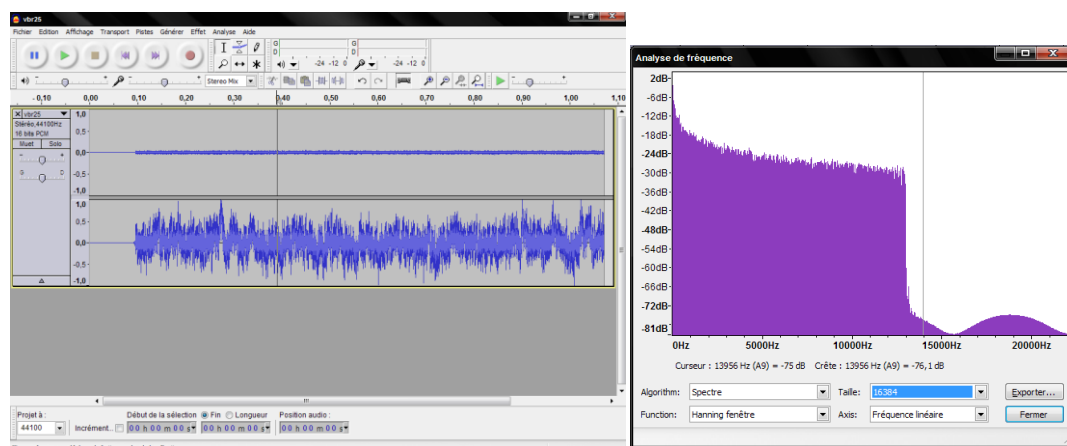 vbr25
Fichier Edition Affichage Transport Pistes Générer Effet Analyse Aide
G
D
-24 -12 0
G
D
-24 -12 0
Stereo Mix
- 0,10 0,00 0,10 0,20 0,30 0,40 0,50 0,60 0,70 0,80 0,90 1,00 1,10
X vbr25
Stéréo, 44100Hz
16 bits PCM
Muet Solo
- +
G D
1,0
0,5-
0,0-
-0,5-
-1,0
1,0
0,5-
0,0-
-0,5-
-1,0
Projet à :
Début de la sélection Fin Longueur Position audio :
44100 Incrément... 00 h 00 m 00 s 00 h 00 m 00 s 00 h 00 m 00 s
Analyse de fréquence
2dB
-6dB
-12dB
-18dB
-24dB
-30dB
-36dB
-42dB
-48dB
-54dB
-60dB
-66dB
-72dB
-81dB
0Hz 5000Hz 10000Hz 15000Hz 20000Hz
Curseur : 13956 Hz (A9) = -75 dB Crête : 13956 Hz (A9) = -76,1 dB
Algorithm: Spectre Taille: 16384 Exporter...
Function: Hanning fenêtre Axis: Fréquence linéaire Fermer